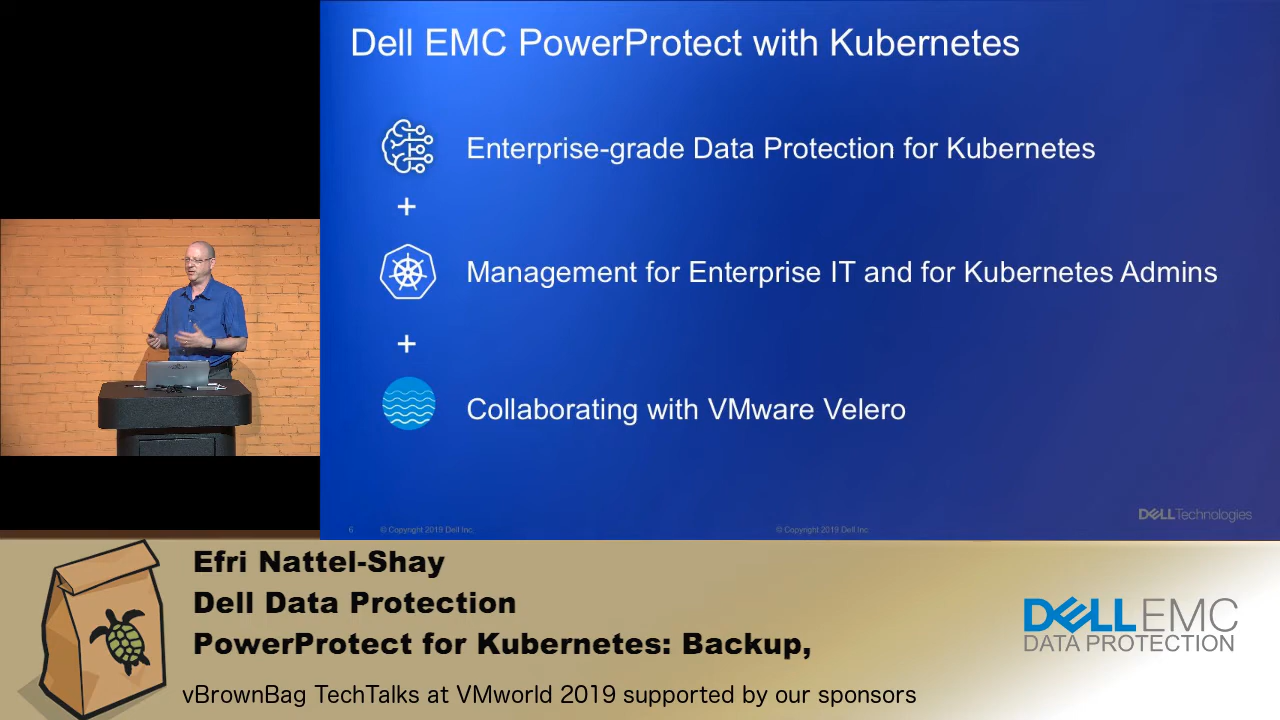 Dell EMC PowerProtect with Kubernetes
Enterprise-grade Data Protection for Kubernetes
+
Management for Enterprise IT and for Kubernetes Admins
+
Collaborating with VMware Velero
6
© Copyright 2019 Dell Inc.
© Copyright 2019 Dell Inc
DELLTechnologies
Efri Nattel-Shay
Dell Data Protection
PowerProtect for Kubernetes: Backup,
vBrownBag TechTalks at VMworld 2019 supported by our sponsors
DELLEMC
DATA PROTECTION